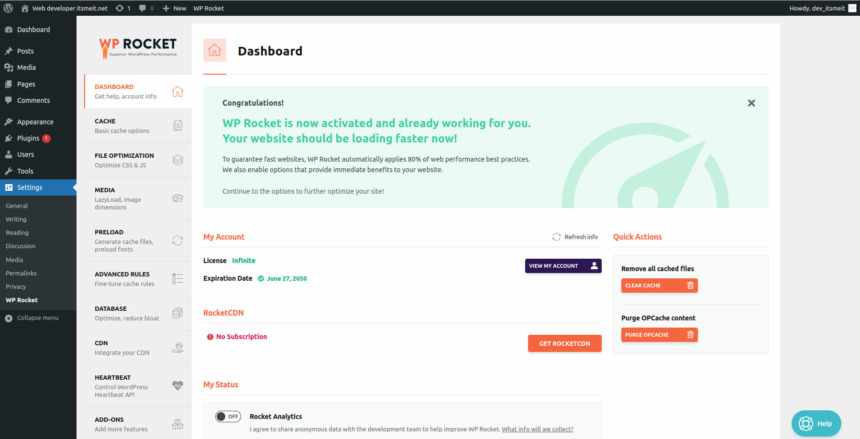 Web developer itsmeit.net 1 0 New WP Rocket Howdy, dev_itsmeit
Dashboard
Posts
Media
Pages
Comments
Appearance
Plugins 1
Users
Tools
Settings
General
Writing
Reading
Discussion
Media
Permalinks
Privacy
WP Rocket
Collapse menu
WP ROCKET
Superior WordPress Performance
DASHBOARD
Get help, account info
CACHE
Basic cache options
FILE OPTIMIZATION
Optimize CSS & JS
MEDIA
LazyLoad, image
dimensions
PRELOAD
Generate cache files,
preload fonts
ADVANCED RULES
Fine-tune cache rules
DATABASE
Optimize, reduce bloat
CDN
Integrate your CDN
HEARTBEAT
Control WordPress
Heartbeat API
ADD-ONS
Add more features
Dashboard
Congratulations!
WP Rocket is now activated and already working for you.
Your website should be loading faster now!
To guarantee fast websites, WP Rocket automatically applies 80% of web performance best practices.
We also enable options that provide immediate benefits to your website.
Continue to the options to further optimize your site!
My Account
Refresh info
License Infinite
Expiration Date June 27, 2050
VIEW MY ACCOUNT
RocketCDN
No Subscription
GET ROCKETCDN
My Status
OFF Rocket Analytics
I agree to share anonymous data with the development team to help improve WP Rocket. What info will we collect?
Quick Actions
Remove all cached files
CLEAR CACHE
Purge OPCache content
PURGE OPCACHE
Help